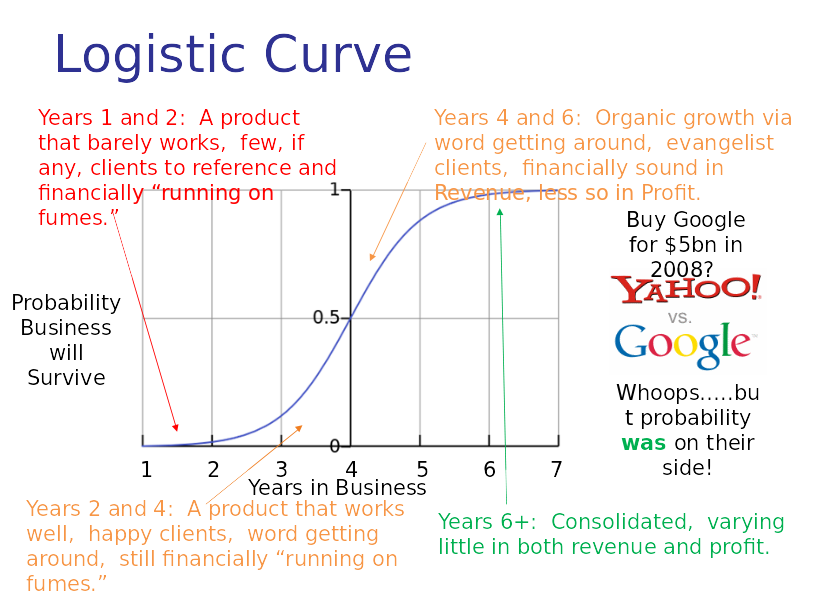 Logistic Curve
Years 1 and 2:  A product
that barely works,  few, if
any, clients to reference and
financially “running on
fumes.”
Years 4 and 6:  Organic growth via
word getting around,  evangelist
clients,  financially sound in
Revenue, less so in Profit.
Buy Google
for $5bn in
2008?
YAHOO!
vs.
Google™
Whoops.....bu
t probability
was on their
side!
Probability
Business
will
Survive
1
0.5
0
1 2 3 4 5 6 7
Years in Business
Years 2 and 4:  A product that works
well,  happy clients,  word getting
around,  still financially “running on
fumes.”
Years 6+:  Consolidated,  varying
little in both revenue and profit.